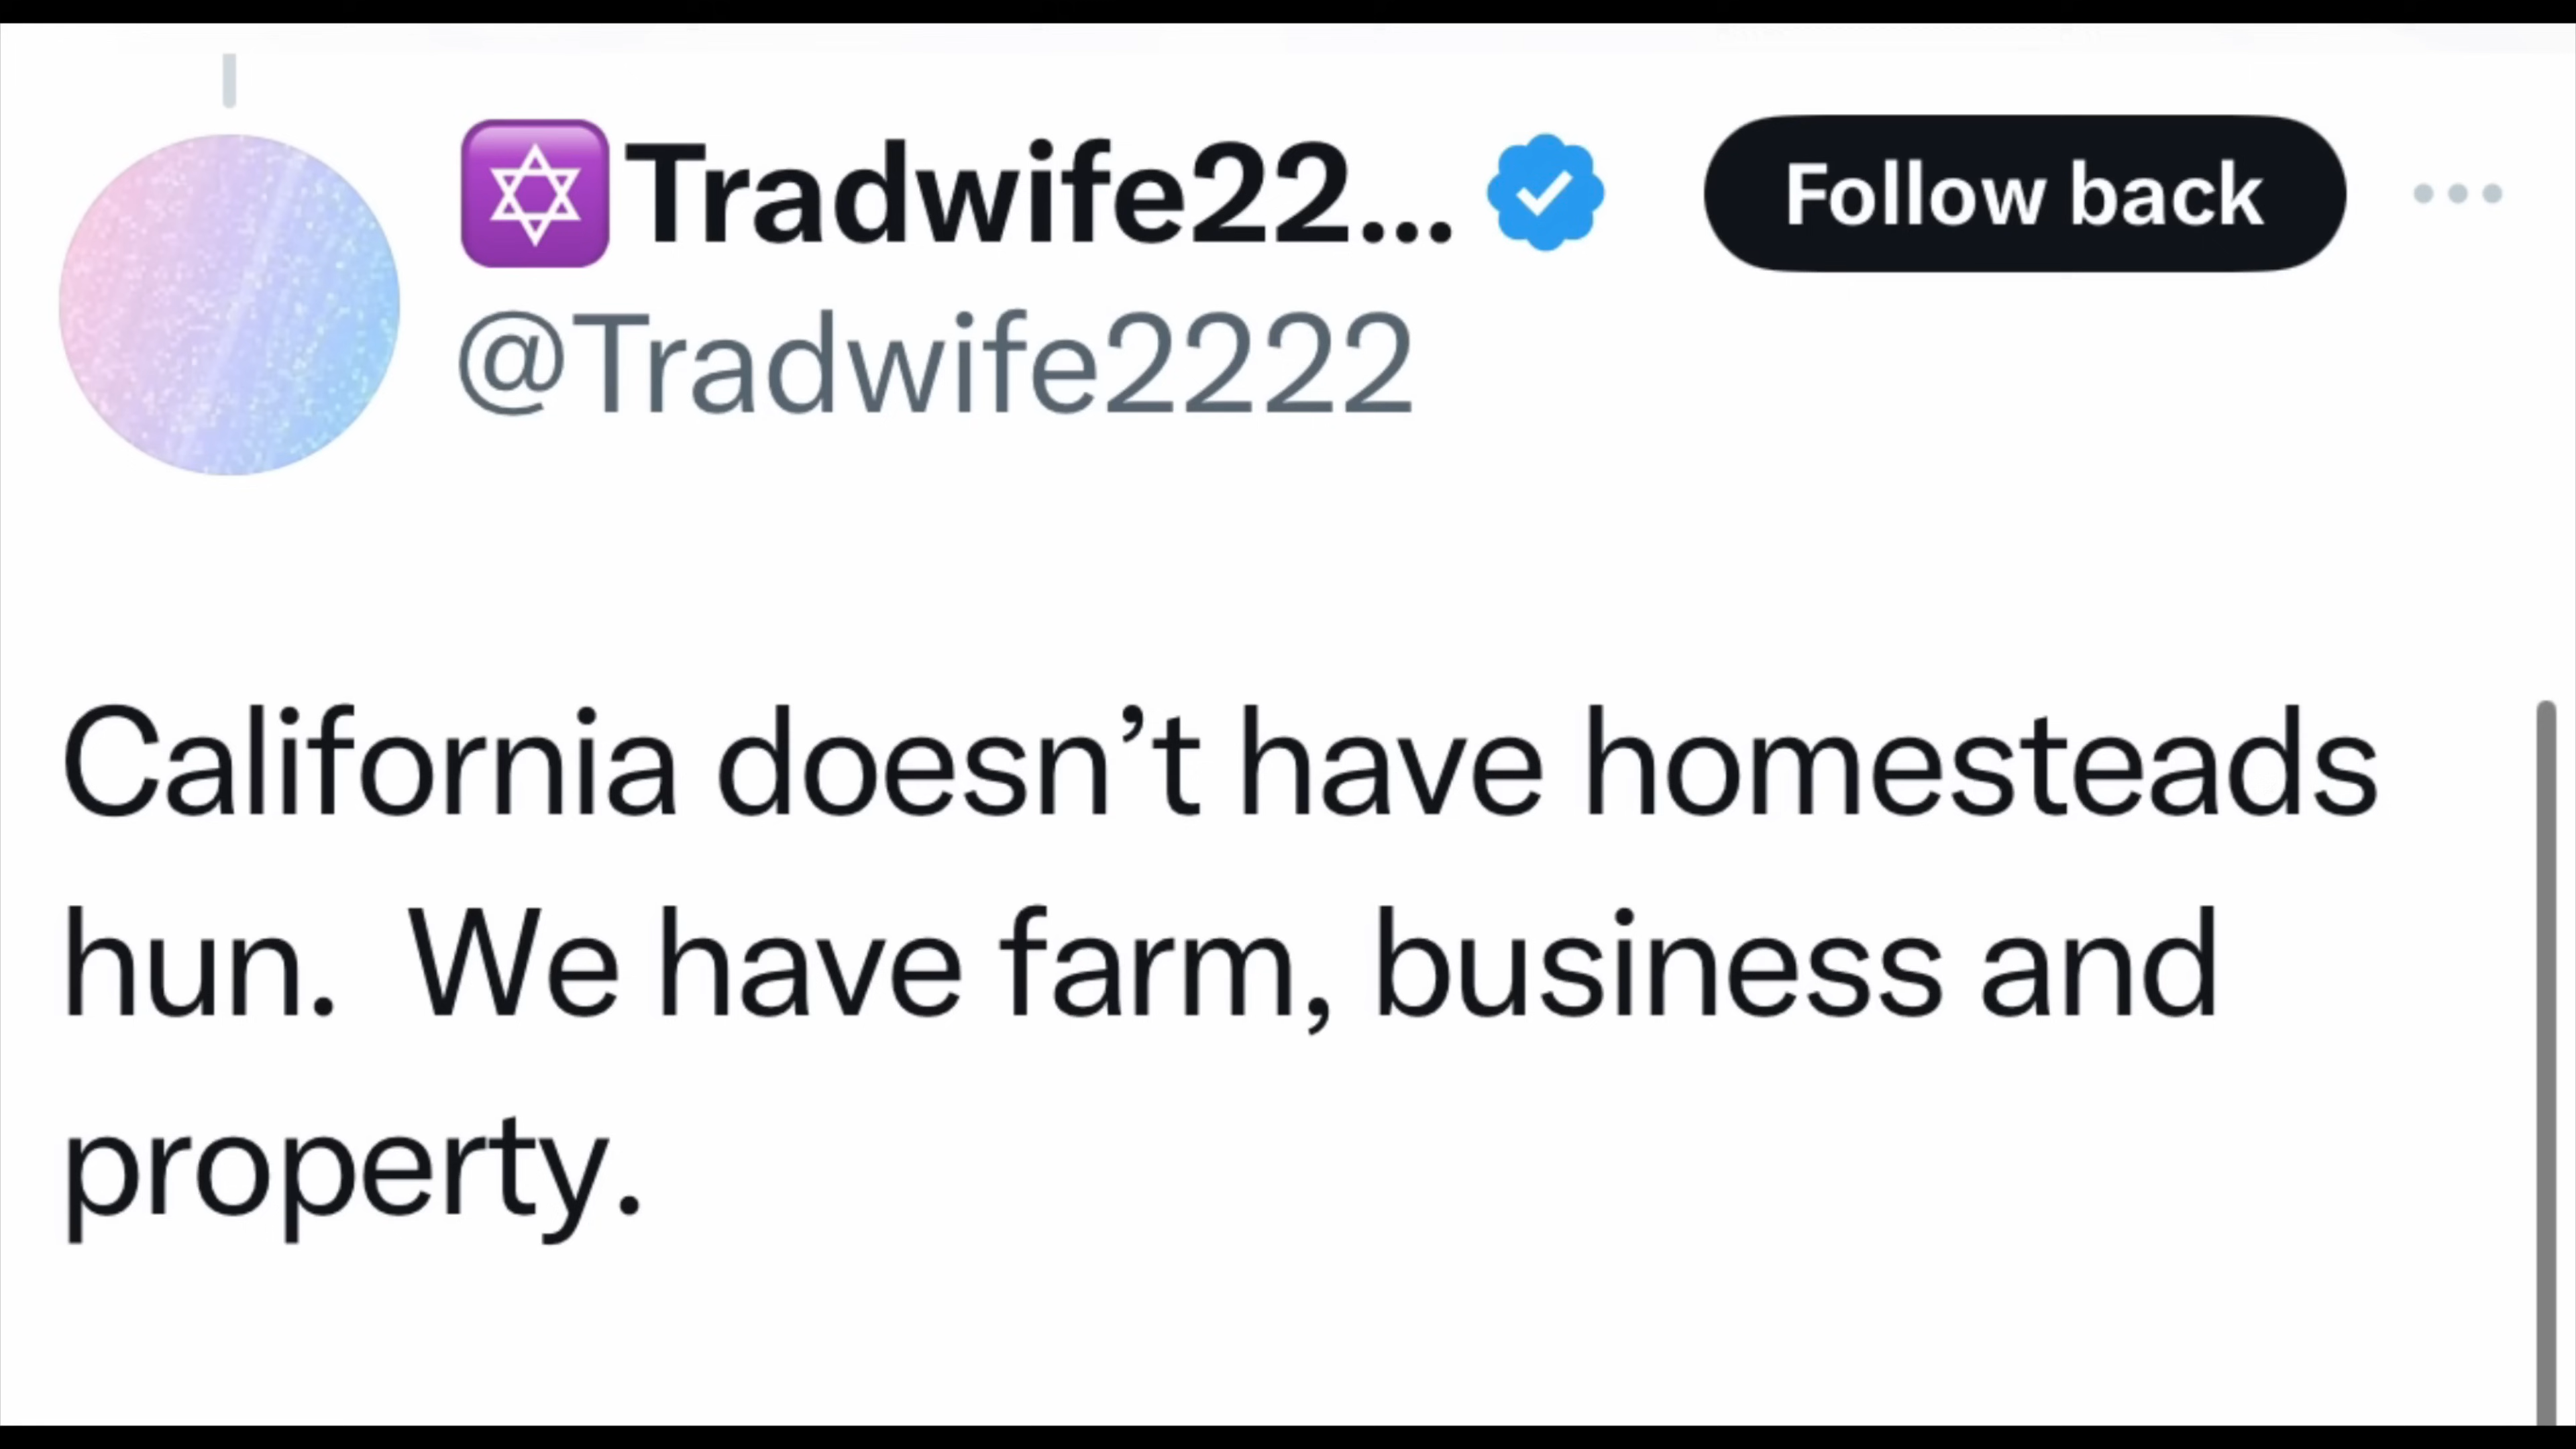 ✡Tradwife22...
Follow back
@Tradwife2222
California doesn’t have homesteads
hun.  We have farm, business and
property.